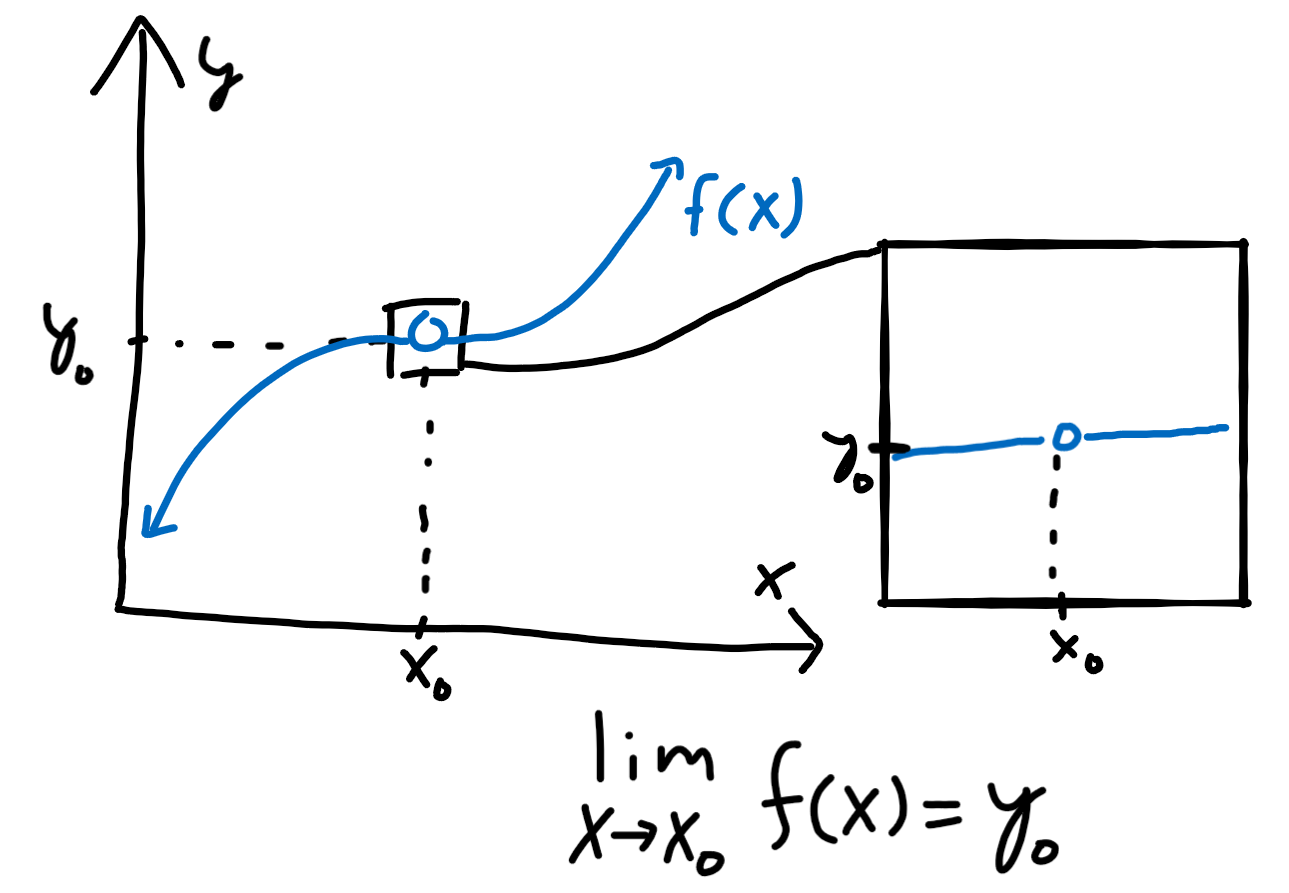 y
f(x)
y₀
y₀
x
x₀
x₀
lim f(x) = y₀
x→x₀